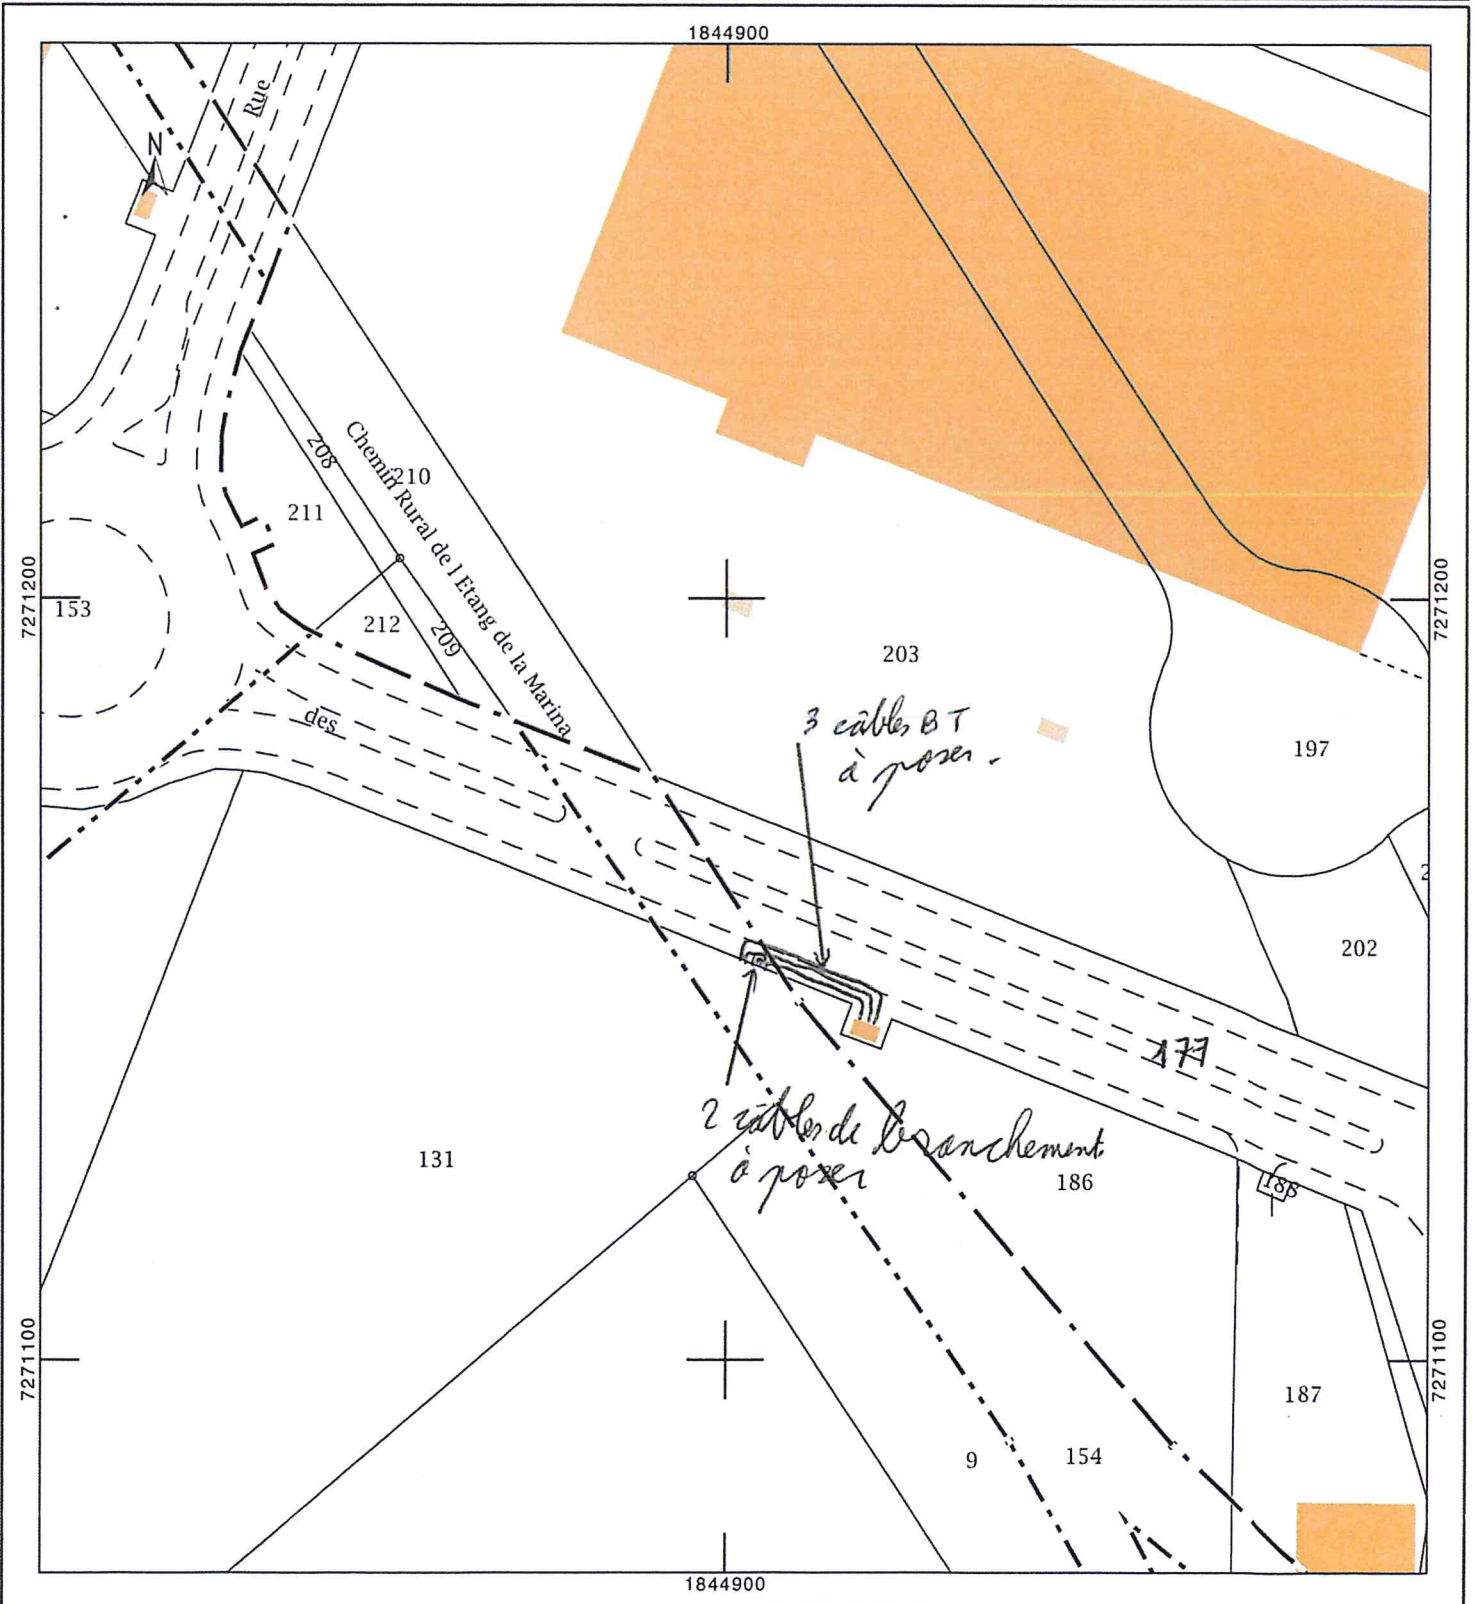 1844900
Rue
N
208
Chemin Rural de l Etang de la Marina
210
211
7271200
7271200
153
212
209
203
des
3 câbles BT
à poser.
197
2
202
177
2 câbles de branchement
à poser
131
186
188
7271100
7271100
187
9
154
1844900